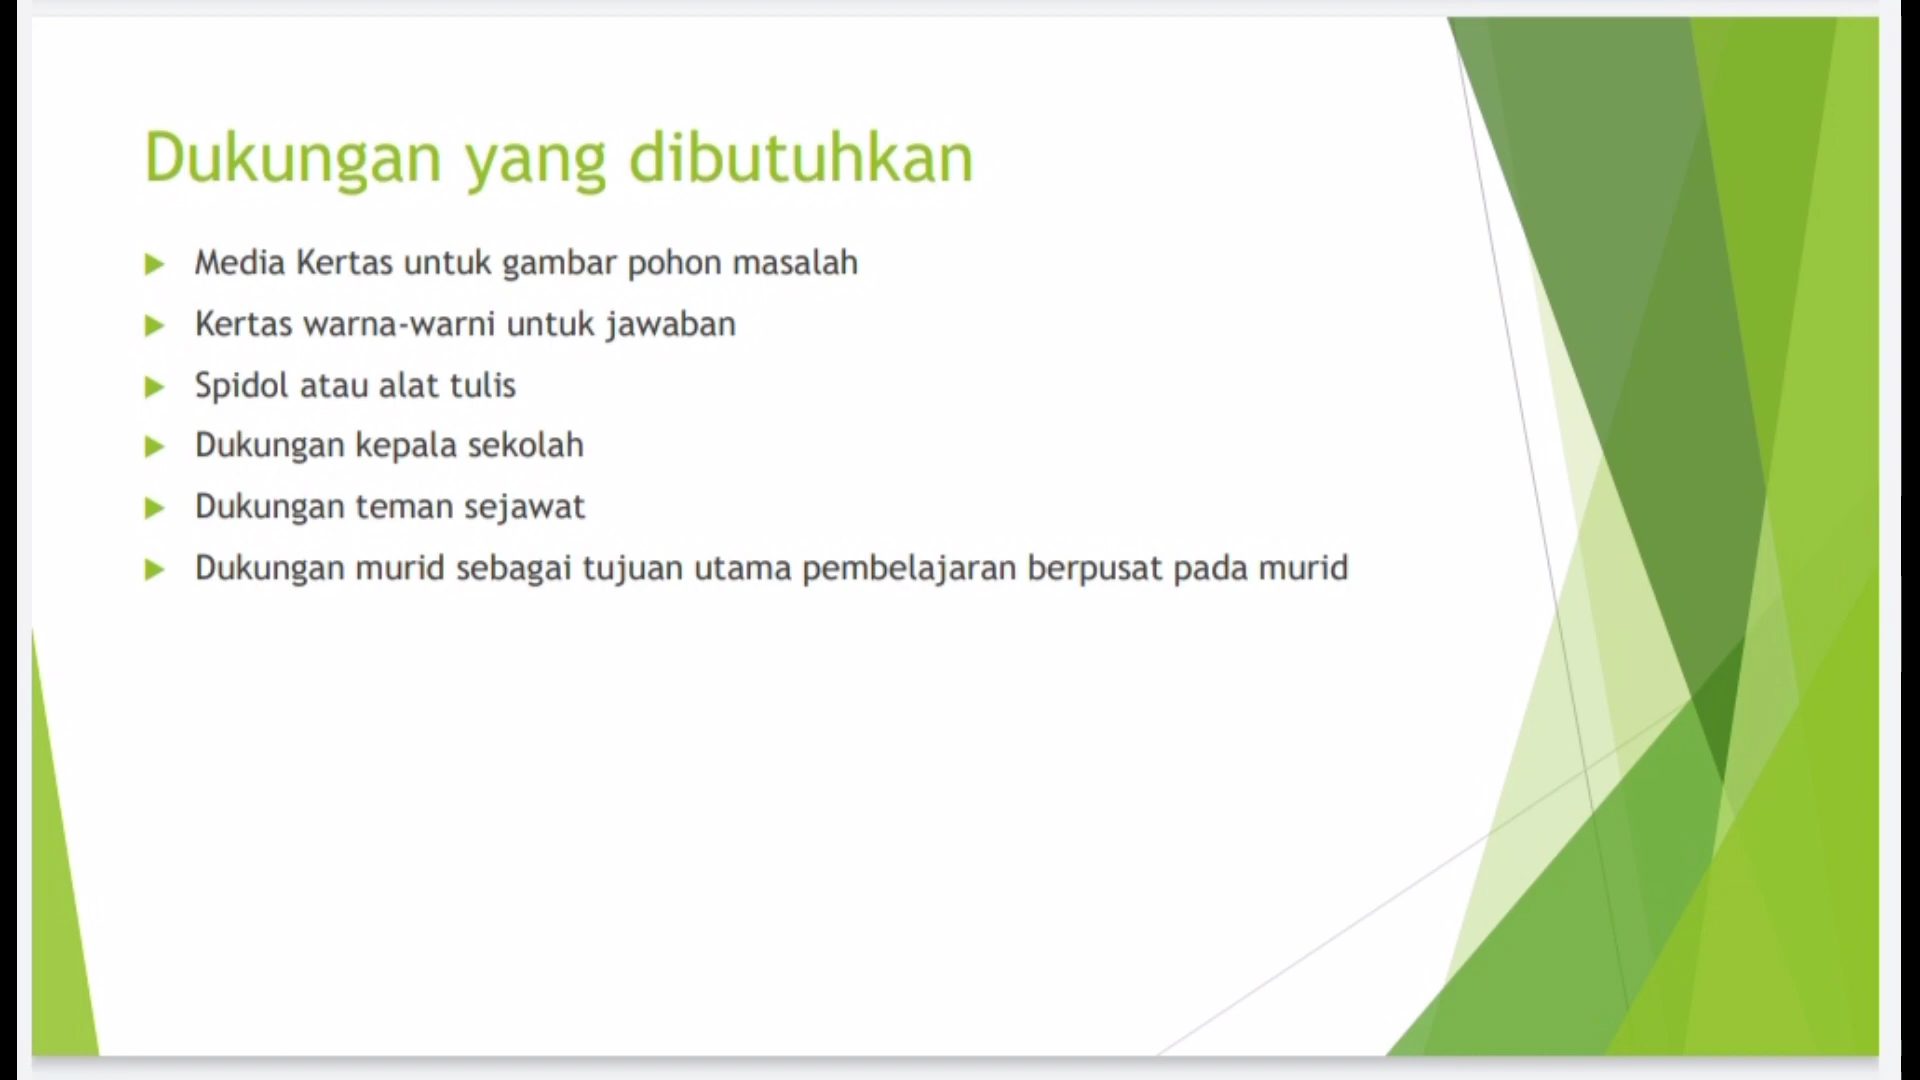 Dukungan yang dibutuhkan
Media Kertas untuk gambar pohon masalah
Kertas warna-warni untuk jawaban
Spidol atau alat tulis
Dukungan kepala sekolah
Dukungan teman sejawat
Dukungan murid sebagai tujuan utama pembelajaran berpusat pada murid